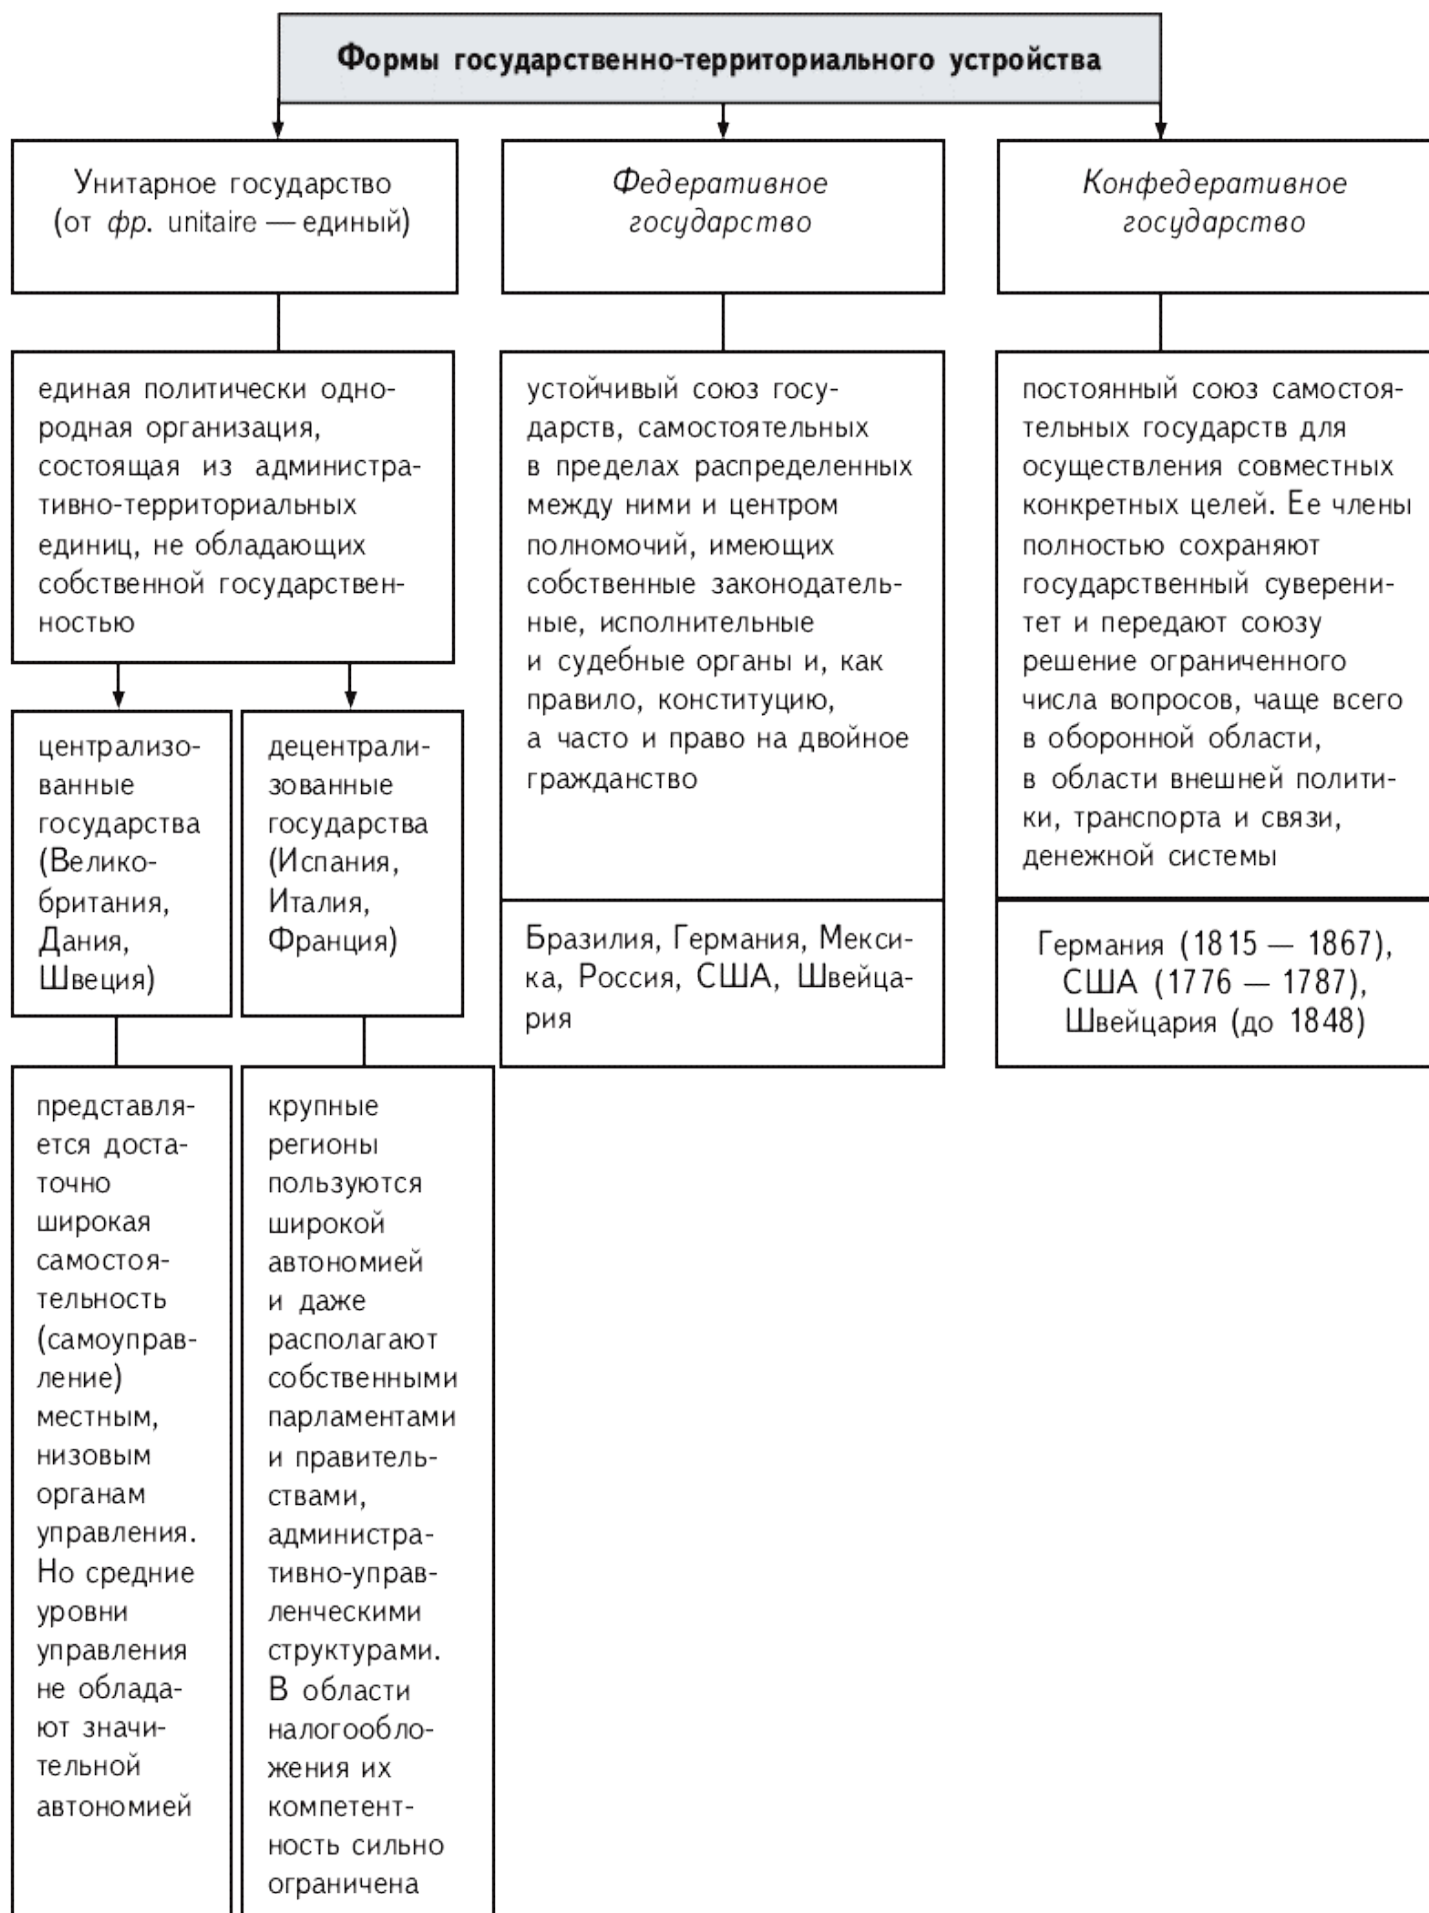 Формы государственно-территориального устройства
Унитарное государство
(от фр. unitaire — единый)
Федеративное
государство
Конфедеративное
государство
единая политически одно-
родная организация,
состоящая из администра-
тивно-территориальных
единиц, не обладающих
собственной государствен-
ностью
устойчивый союз госу-
дарств, самостоятельных
в пределах распределенных
между ними и центром
полномочий, имеющих
собственные законодатель-
ные, исполнительные
и судебные органы и, как
правило, конституцию,
а часто и право на двойное
гражданство
постоянный союз самостоя-
тельных государств для
осуществления совместных
конкретных целей. Ее члены
полностью сохраняют
государственный суверени-
тет и передают союзу
решение ограниченного
числа вопросов, чаще всего
в оборонной области,
в области внешней полити-
ки, транспорта и связи,
денежной системы
централизо-
ванные
государства
(Велико-
британия,
Дания,
Швеция)
децентрали-
зованные
государства
(Испания,
Италия,
Франция)
Бразилия, Германия, Мекси-
ка, Россия, США, Швейца-
рия
Германия (1815 — 1867),
США (1776 — 1787),
Швейцария (до 1848)
представля-
ется доста-
точно
широкая
самостоя-
тельность
(самоуправ-
ление)
местным,
низовым
органам
управления.
Но средние
уровни
управления
не облада-
ют значи-
тельной
автономией
крупные
регионы
пользуются
широкой
автономией
и даже
располагают
собственными
парламентами
и правитель-
ствами,
администра-
тивно-управ-
ленческими
структурами.
В области
налогообло-
жения их
компетент-
ность сильно
ограничена